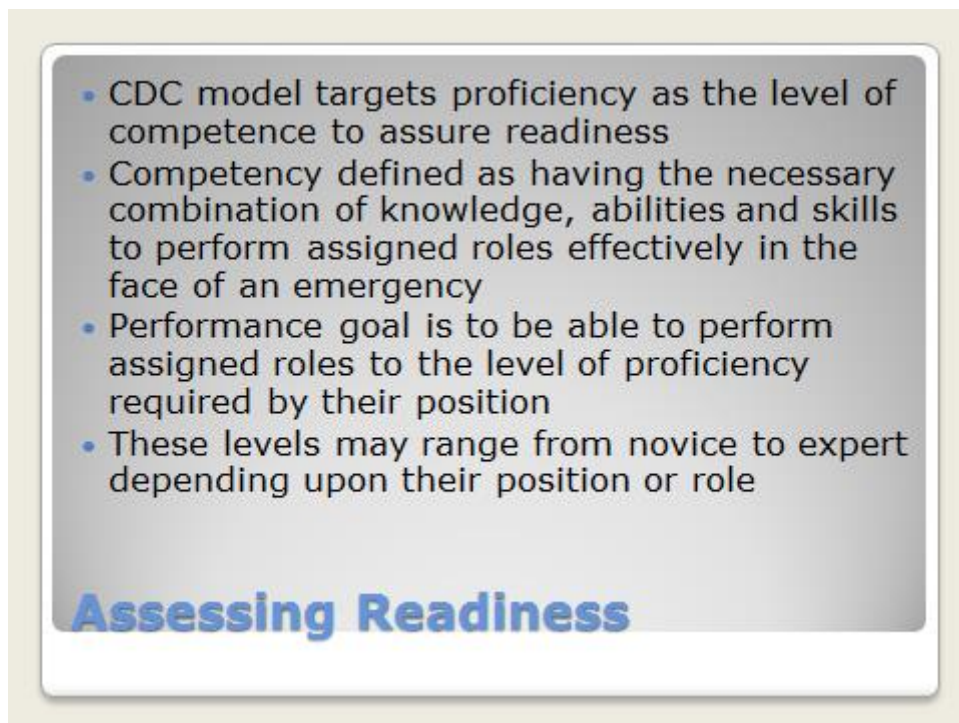 • CDC model targets proficiency as the level of
competence to assure readiness
• Competency defined as having the necessary
combination of knowledge, abilities and skills
to perform assigned roles effectively in the
face of an emergency
• Performance goal is to be able to perform
assigned roles to the level of proficiency
required by their position
• These levels may range from novice to expert
depending upon their position or role
Assessing Readiness